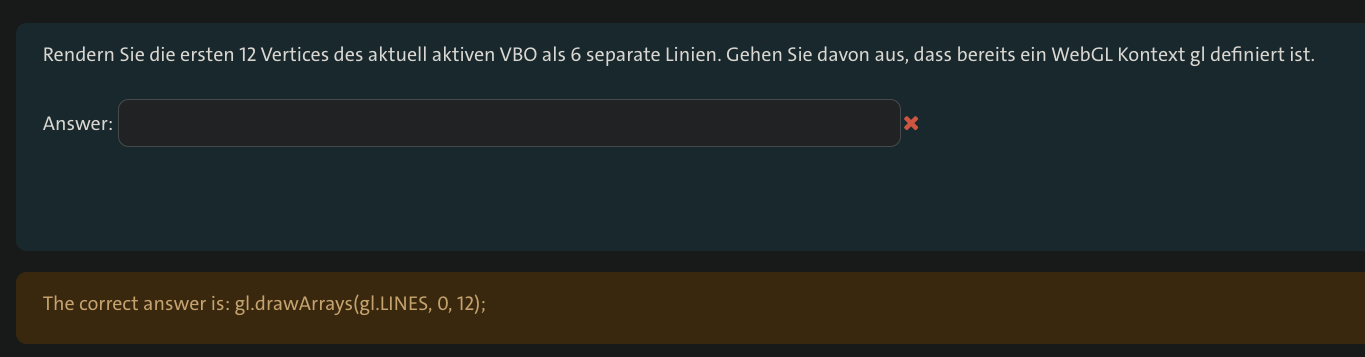 Rendern Sie die ersten 12 Vertices des aktuell aktiven VBO als 6 separate Linien. Gehen Sie davon aus, dass bereits ein WebGL Kontext gl definiert ist.
Answer:
The correct answer is: gl.drawArrays(gl.LINES, 0, 12);